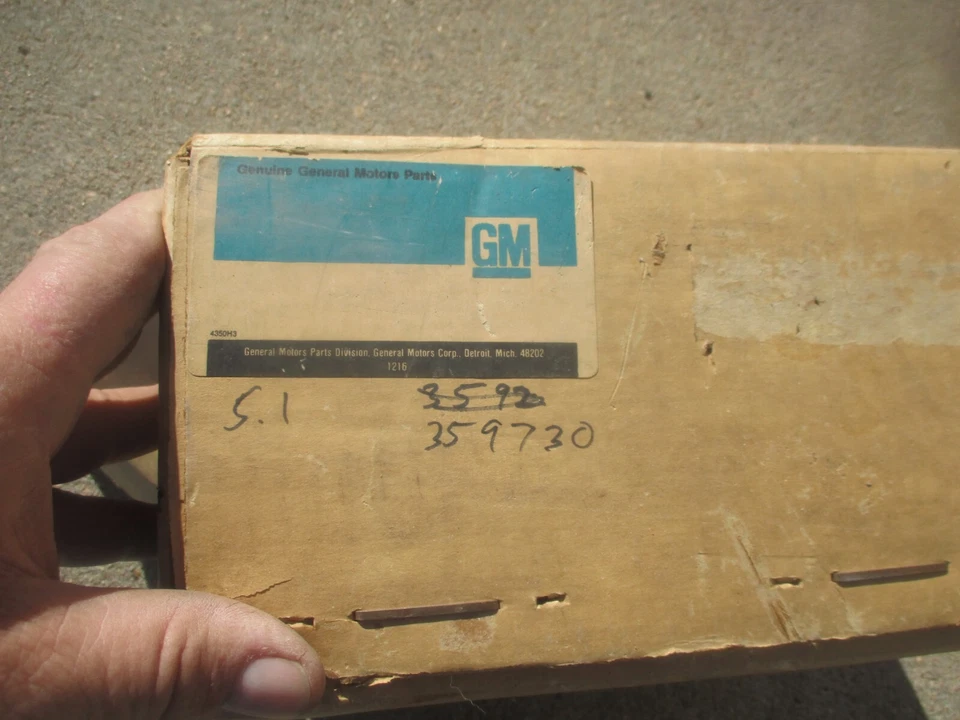 Genuine General Motors Parts
GM
4350H3
General Motors Parts Division, General Motors Corp., Detroit, Mich. 48202
1216
5.1
359730